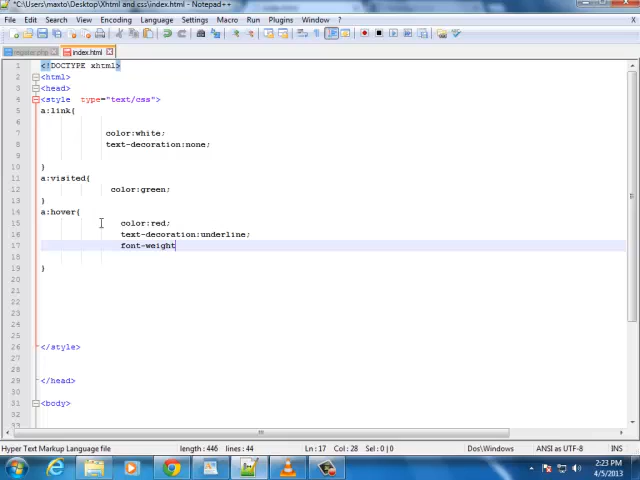 *C:\Users\maxto\Desktop\Xhtml and css\index.html - Notepad++
File Edit Search View Encoding Language Settings Macro Run Plugins Window ? X
register.php index.html
1 <!DOCTYPE xhtml>
2 <html>
3 <head>
4 <style type="text/css">
5 a:link{
6
7 color:white;
8 text-decoration:none;
9
10 }
11 a:visited{
12 color:green;
13 }
14 a:hover{
15 color:red;
16 text-decoration:underline;
17 font-weight
18
19 }
20
21
22
23
24
25
26 </style>
27
28
29 </head>
30
31 <body>
32
Hyper Text Markup Language file length : 446 lines : 44 Ln : 17 Col : 28 Sel : 0 | 0 Dos\Windows ANSI as UTF-8 INS
2:23 PM
4/5/2013